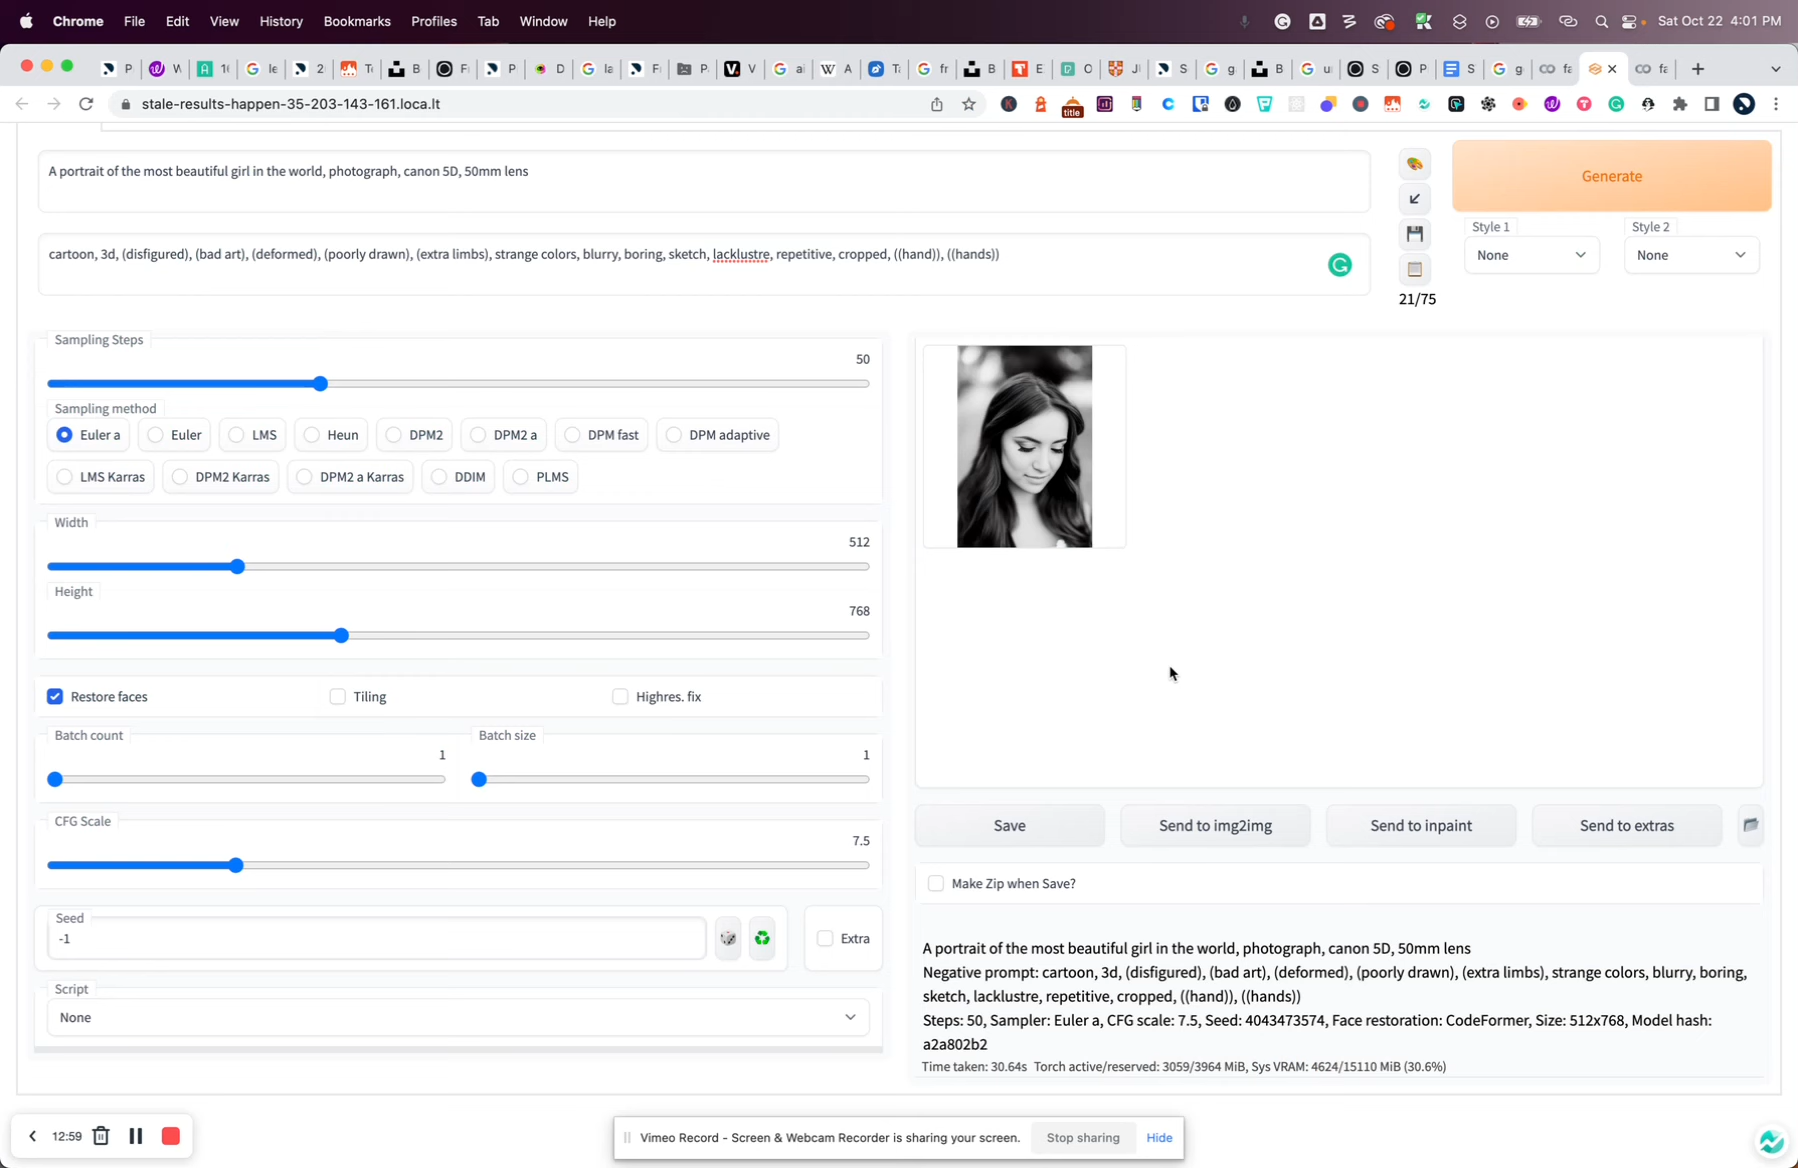 Chrome File Edit View History Bookmarks Profiles Tab Window Help Sat Oct 22 4:01 PM
stale-results-happen-35-203-143-161.loca.lt
title
A portrait of the most beautiful girl in the world, photograph, canon 5D, 50mm lens
Generate
Style 1 Style 2
None None
cartoon, 3d, (disfigured), (bad art), (deformed), (poorly drawn), (extra limbs), strange colors, blurry, boring, sketch, lacklustre, repetitive, cropped, ((hand)), ((hands))
21/75
Sampling Steps
50
Sampling method
Euler a Euler LMS Heun DPM2 DPM2 a DPM fast DPM adaptive
LMS Karras DPM2 Karras DPM2 a Karras DDIM PLMS
Width
512
Height
768
Restore faces Tiling Highres. fix
Batch count Batch size
1 1
CFG Scale
7.5
Seed
-1
Extra
Script
None
Save Send to img2img Send to inpaint Send to extras
Make Zip when Save?
A portrait of the most beautiful girl in the world, photograph, canon 5D, 50mm lens
Negative prompt: cartoon, 3d, (disfigured), (bad art), (deformed), (poorly drawn), (extra limbs), strange colors, blurry, boring,
sketch, lacklustre, repetitive, cropped, ((hand)), ((hands))
Steps: 50, Sampler: Euler a, CFG scale: 7.5, Seed: 4043473574, Face restoration: CodeFormer, Size: 512x768, Model hash:
a2a802b2
Time taken: 30.64s Torch active/reserved: 3059/3964 MiB, Sys VRAM: 4624/15110 MiB (30.6%)
12:59
Vimeo Record - Screen & Webcam Recorder is sharing your screen. Stop sharing Hide